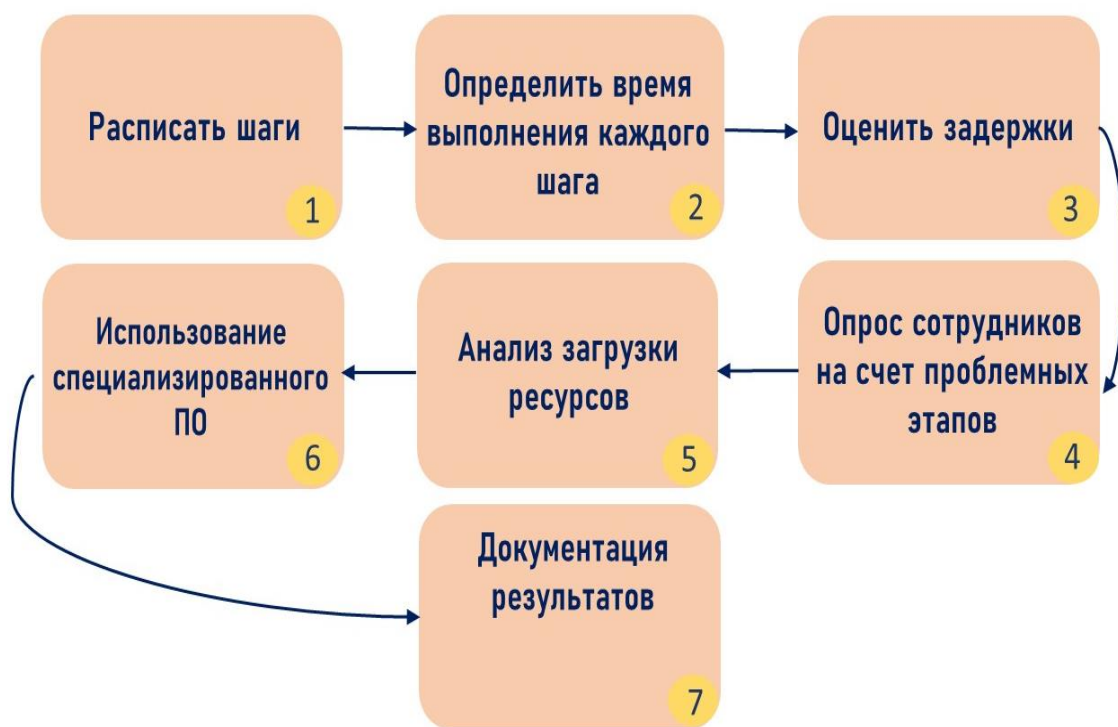 Расписать шаги
1
Определить время
выполнения каждого
шага
2
Оценить задержки
3
Опрос сотрудников
на счет проблемных
этапов
4
Анализ загрузки
ресурсов
5
Использование
специализированного
ПО
6
Документация
результатов
7